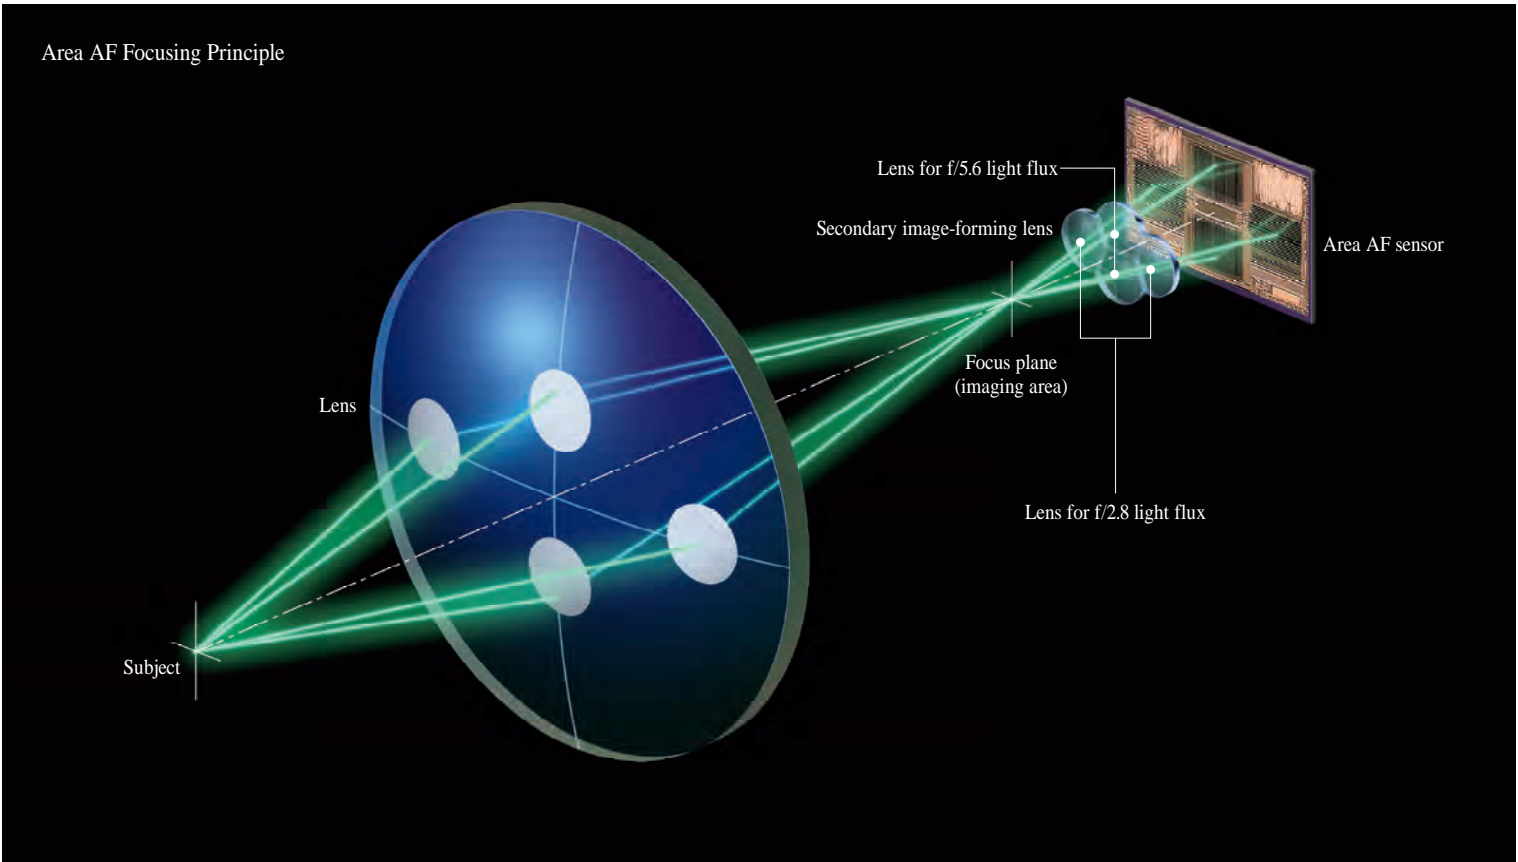 Area AF Focusing Principle
Lens for f/5.6 light flux
Secondary image-forming lens
Area AF sensor
Focus plane
(imaging area)
Lens
Lens for f/2.8 light flux
Subject